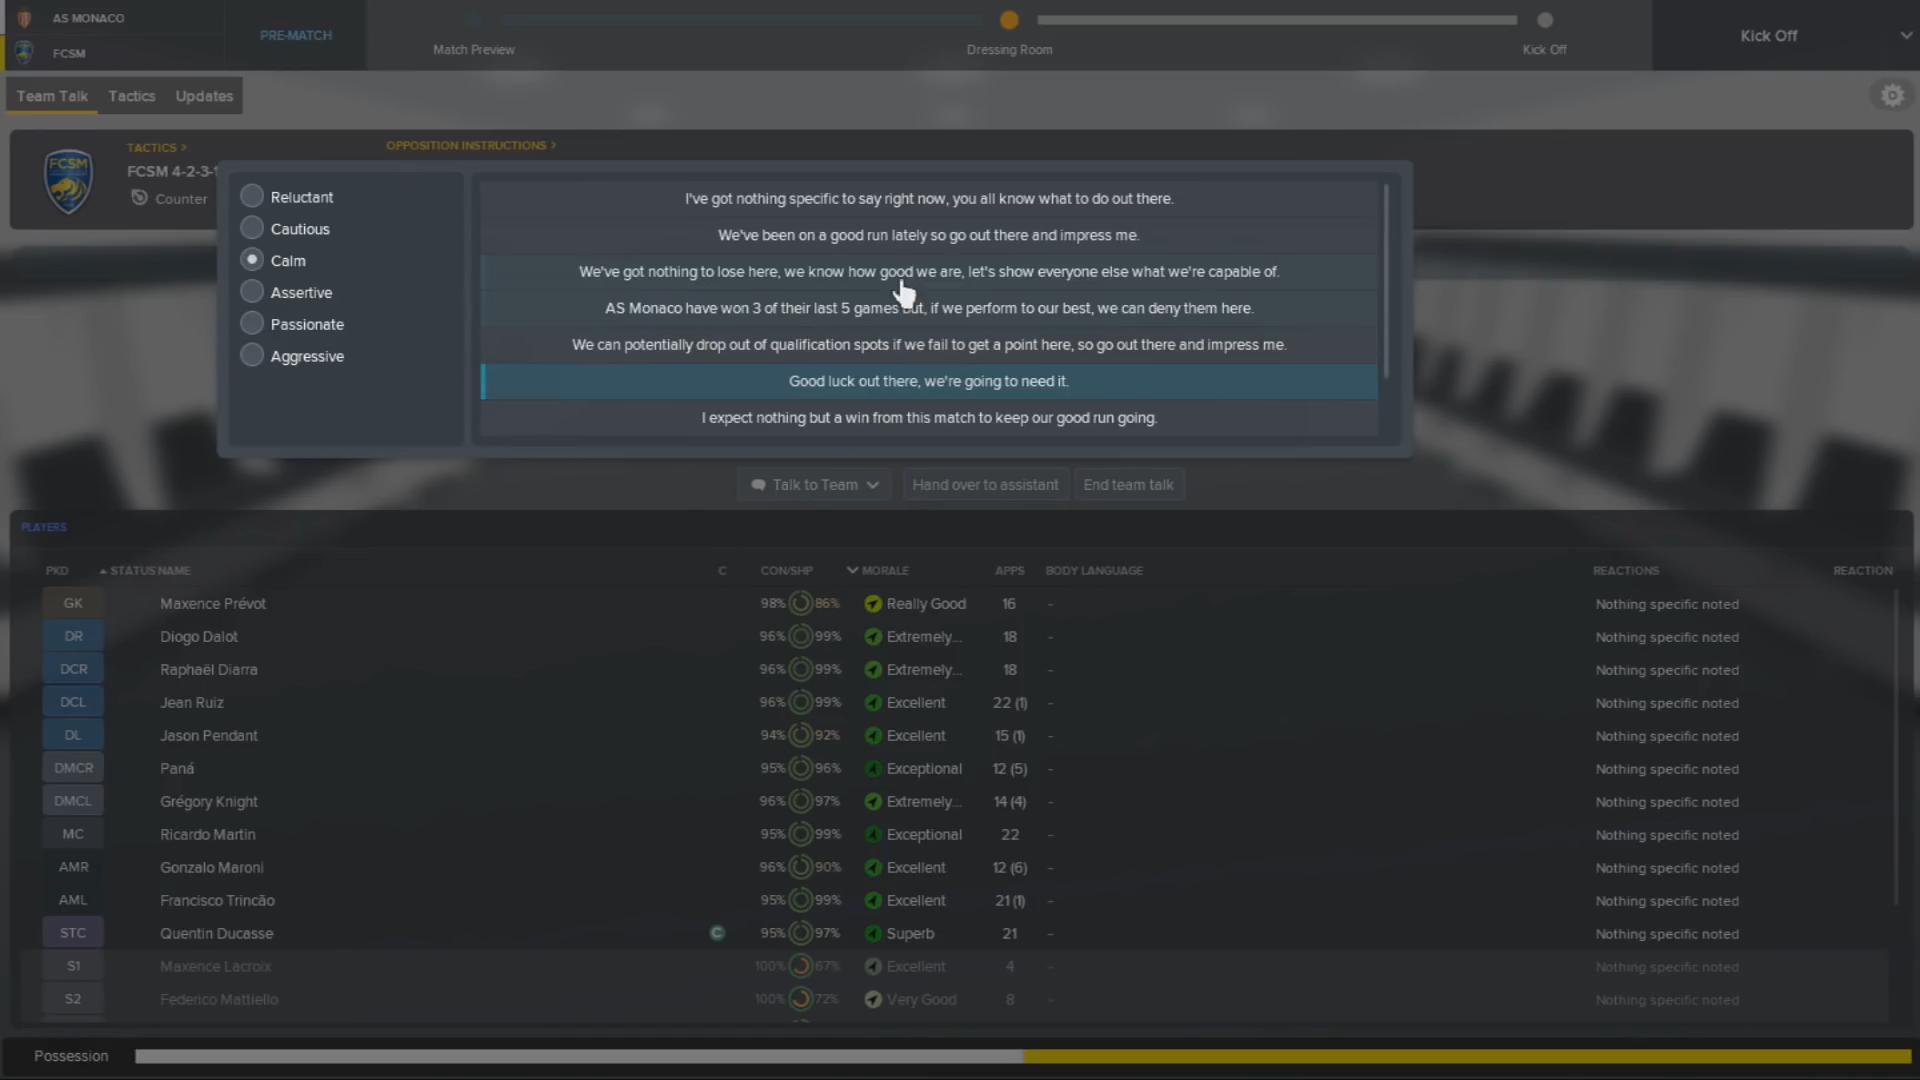 AS MONACO
FCSM
PRE-MATCH
Match Preview
Dressing Room
Kick Off
Kick Off
Team Talk Tactics Updates
FCSM
TACTICS >
FCSM 4-2-3-1
Counter
OPPOSITION INSTRUCTIONS >
Reluctant
Cautious
Calm
Assertive
Passionate
Aggressive
I've got nothing specific to say right now, you all know what to do out there.
We've been on a good run lately so go out there and impress me.
We've got nothing to lose here, we know how good we are, let's show everyone else what we're capable of.
AS Monaco have won 3 of their last 5 games but, if we perform to our best, we can deny them here.
We can potentially drop out of qualification spots if we fail to get a point here, so go out there and impress me.
Good luck out there, we're going to need it.
I expect nothing but a win from this match to keep our good run going.
Talk to Team Hand over to assistant End team talk
PLAYERS
PKD STATUS NAME C CON/SHP MORALE APPS BODY LANGUAGE REACTIONS REACTION
GK Maxence Prévot 98% 86% Really Good 16 - Nothing specific noted
DR Diogo Dalot 96% 99% Extremely... 18 - Nothing specific noted
DCR Raphaël Diarra 96% 99% Extremely... 18 - Nothing specific noted
DCL Jean Ruiz 96% 99% Excellent 22 (1) - Nothing specific noted
DL Jason Pendant 94% 92% Excellent 15 (1) - Nothing specific noted
DMCR Paná 95% 96% Exceptional 12 (5) - Nothing specific noted
DMCL Grégory Knight 96% 97% Extremely... 14 (4) - Nothing specific noted
MC Ricardo Martin 95% 99% Exceptional 22 - Nothing specific noted
AMR Gonzalo Maroni 96% 90% Excellent 12 (6) - Nothing specific noted
AML Francisco Trincão 95% 99% Excellent 21 (1) - Nothing specific noted
STC Quentin Ducasse C 95% 97% Superb 21 - Nothing specific noted
S1 Maxence Lacroix 100% 67% Excellent 4 - Nothing specific noted
S2 Federico Mattiello 100% 72% Very Good 8 - Nothing specific noted
Possession